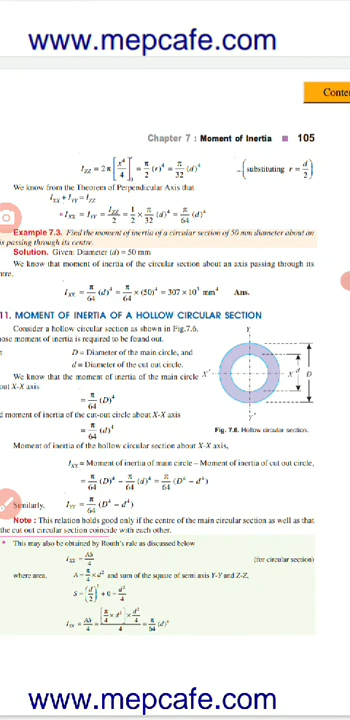 www.mepcafe.com
Conte
Chapter 7 : Moment of Inertia ■ 105
I_ZZ = 2π [x⁴/4]₀ = π/2 (r)⁴ = π/32 (d)⁴ ...(substituting r = d/2)
We know from the Theorem of Perpendicular Axis that
I_XX + I_YY = I_ZZ
* I_XX = I_YY = I_ZZ/2 = 1/2 × π/32 (d)⁴ = π/64 (d)⁴
Example 7.3. Find the moment of inertia of a circular section of 50 mm diameter about an
is passing through its centre.
Solution. Given: Diameter (d) = 50 mm
We know that moment of inertia of the circular section about an axis passing through its
tre,
I_XX = π/64 (d)⁴ = π/64 × (50)⁴ = 307 × 10³ mm⁴ Ans.
11. MOMENT OF INERTIA OF A HOLLOW CIRCULAR SECTION
Consider a hollow circular section as shown in Fig.7.6,
hose moment of inertia is required to be found out.
t D = Diameter of the main circle, and
d = Diameter of the cut out circle.
We know that the moment of inertia of the main circle
out X-X axis
= π/64 (D)⁴
d moment of inertia of the cut-out circle about X-X axis
= π/64 (d)⁴
Y
X' X d D
Y'
Fig. 7.6. Hollow circular section.
Moment of inertia of the hollow circular section about X-X axis,
I_XX = Moment of inertia of main circle – Moment of inertia of cut out circle,
= π/64 (D)⁴ – π/64 (d)⁴ = π/64 (D⁴ – d⁴)
Similarly, I_YY = π/64 (D⁴ – d⁴)
Note : This relation holds good only if the centre of the main circular section as well as that
the cut out circular section coincide with each other.
* This may also be obtained by Routh's rule as discussed below
I_XX = AS/4 (for circular section)
where area, A = π/4 × d² and sum of the square of semi axis Y-Y and Z-Z,
S = (d/2)² + 0 = d²/4
I_XX = AS/4 = [π/4 × d²] × d²/4 / 4 = π/64 (d)⁴
www.mepcafe.com